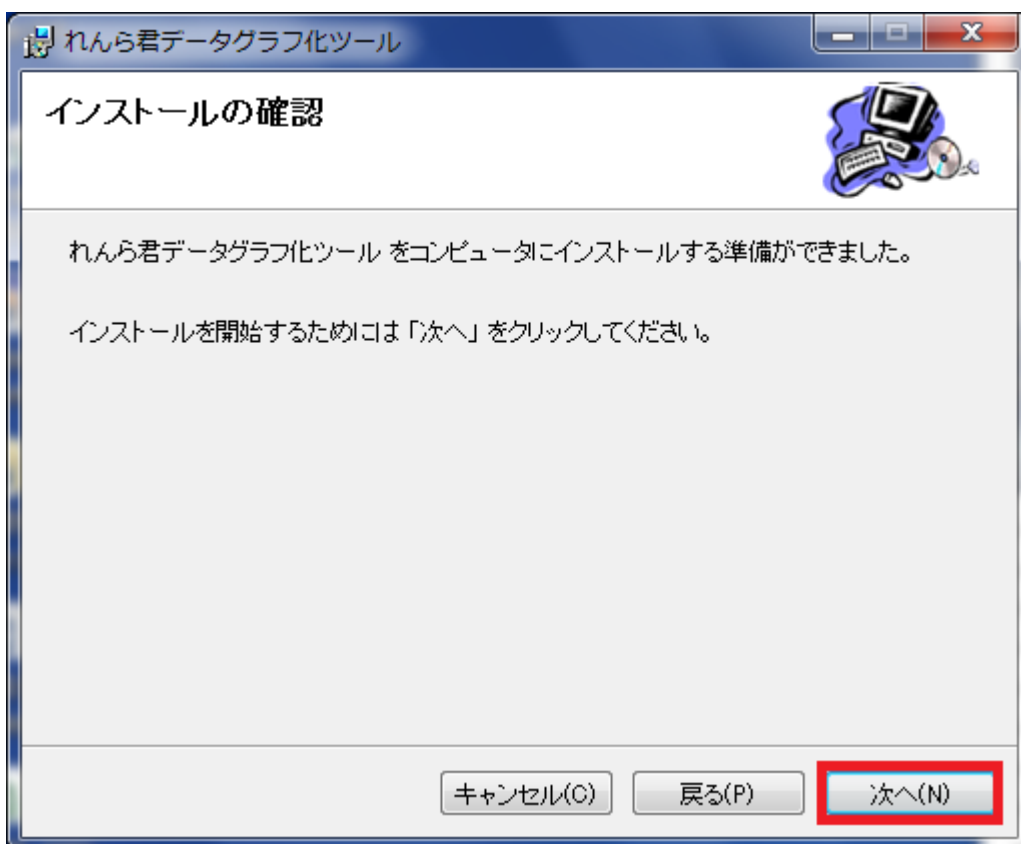 れんら君データグラフ化ツール
インストールの確認
れんら君データグラフ化ツール をコンピュータにインストールする準備ができました。
インストールを開始するためには「次へ」をクリックしてください。
キャンセル(C) 戻る(P) 次へ(N)